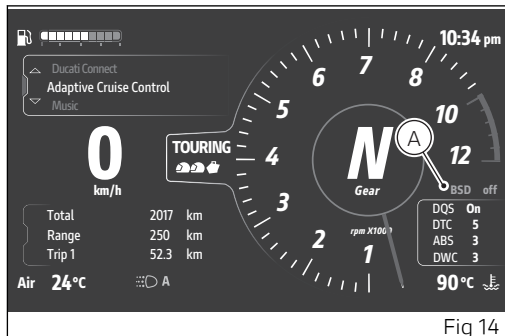 10:34 pm
Ducati Connect
Adaptive Cruise Control
Music
0
km/h
TOURING
Total 2017 km
Range 250 km
Trip 1 52.3 km
Air 24°C
A
1
2
3
4
5
6
7
8
10
12
N
Gear
rpm X1000
A
BSD off
DQS On
DTC 5
ABS 3
DWC 3
90°C
Fig 14